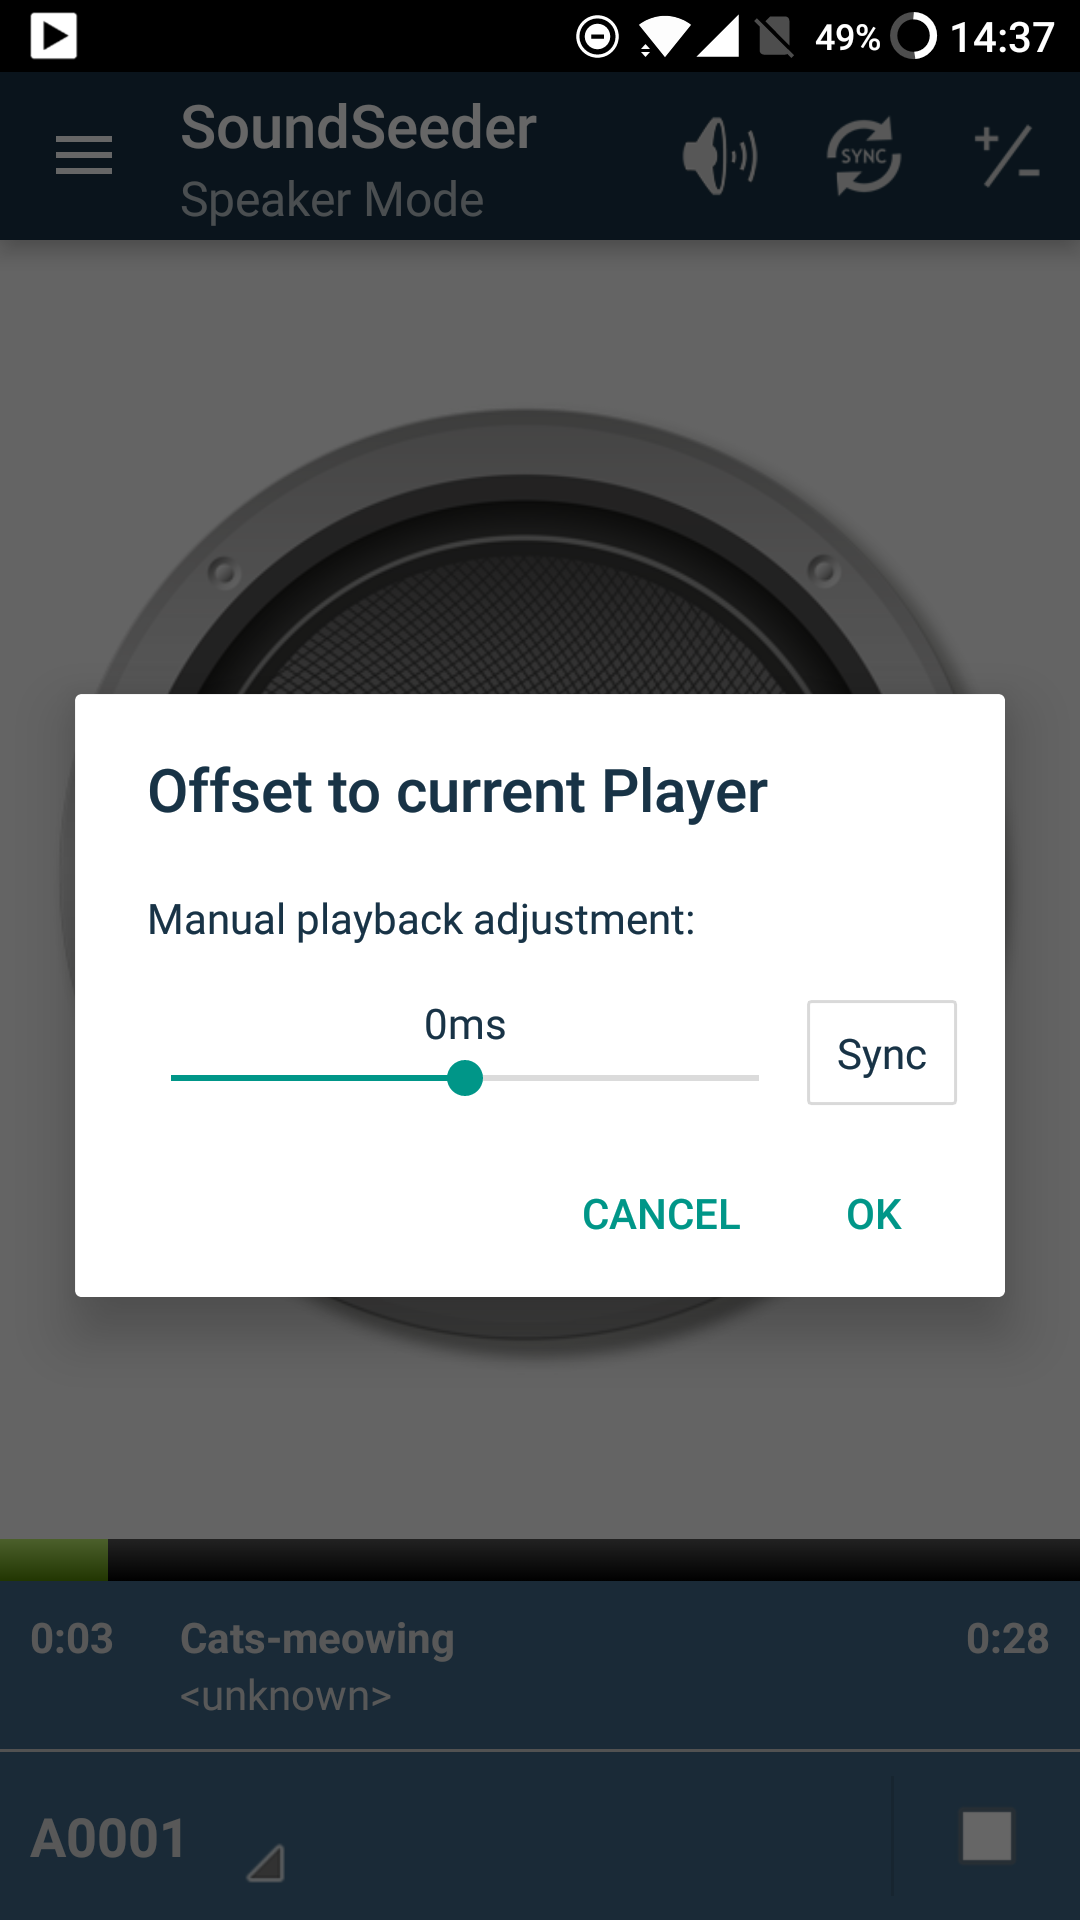 49% 14:37
SoundSeeder
Speaker Mode
SYNC
+/-
Offset to current Player
Manual playback adjustment:
0ms
Sync
CANCEL OK
0:03 Cats-meowing 0:28
<unknown>
A0001